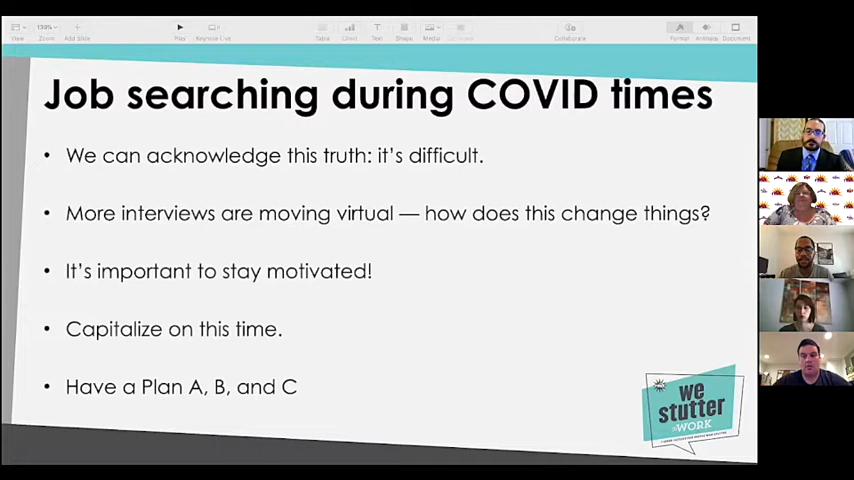 View
130%
Zoom
Add Slide
Play
Keynote Live
Table
Chart
Text
Shape
Media
Comment
Collaborate
Format
Animate
Document
Job searching during COVID times
• We can acknowledge this truth: it's difficult.
• More interviews are moving virtual — how does this change things?
• It's important to stay motivated!
• Capitalize on this time.
• Have a Plan A, B, and C
we
stutter
@WORK